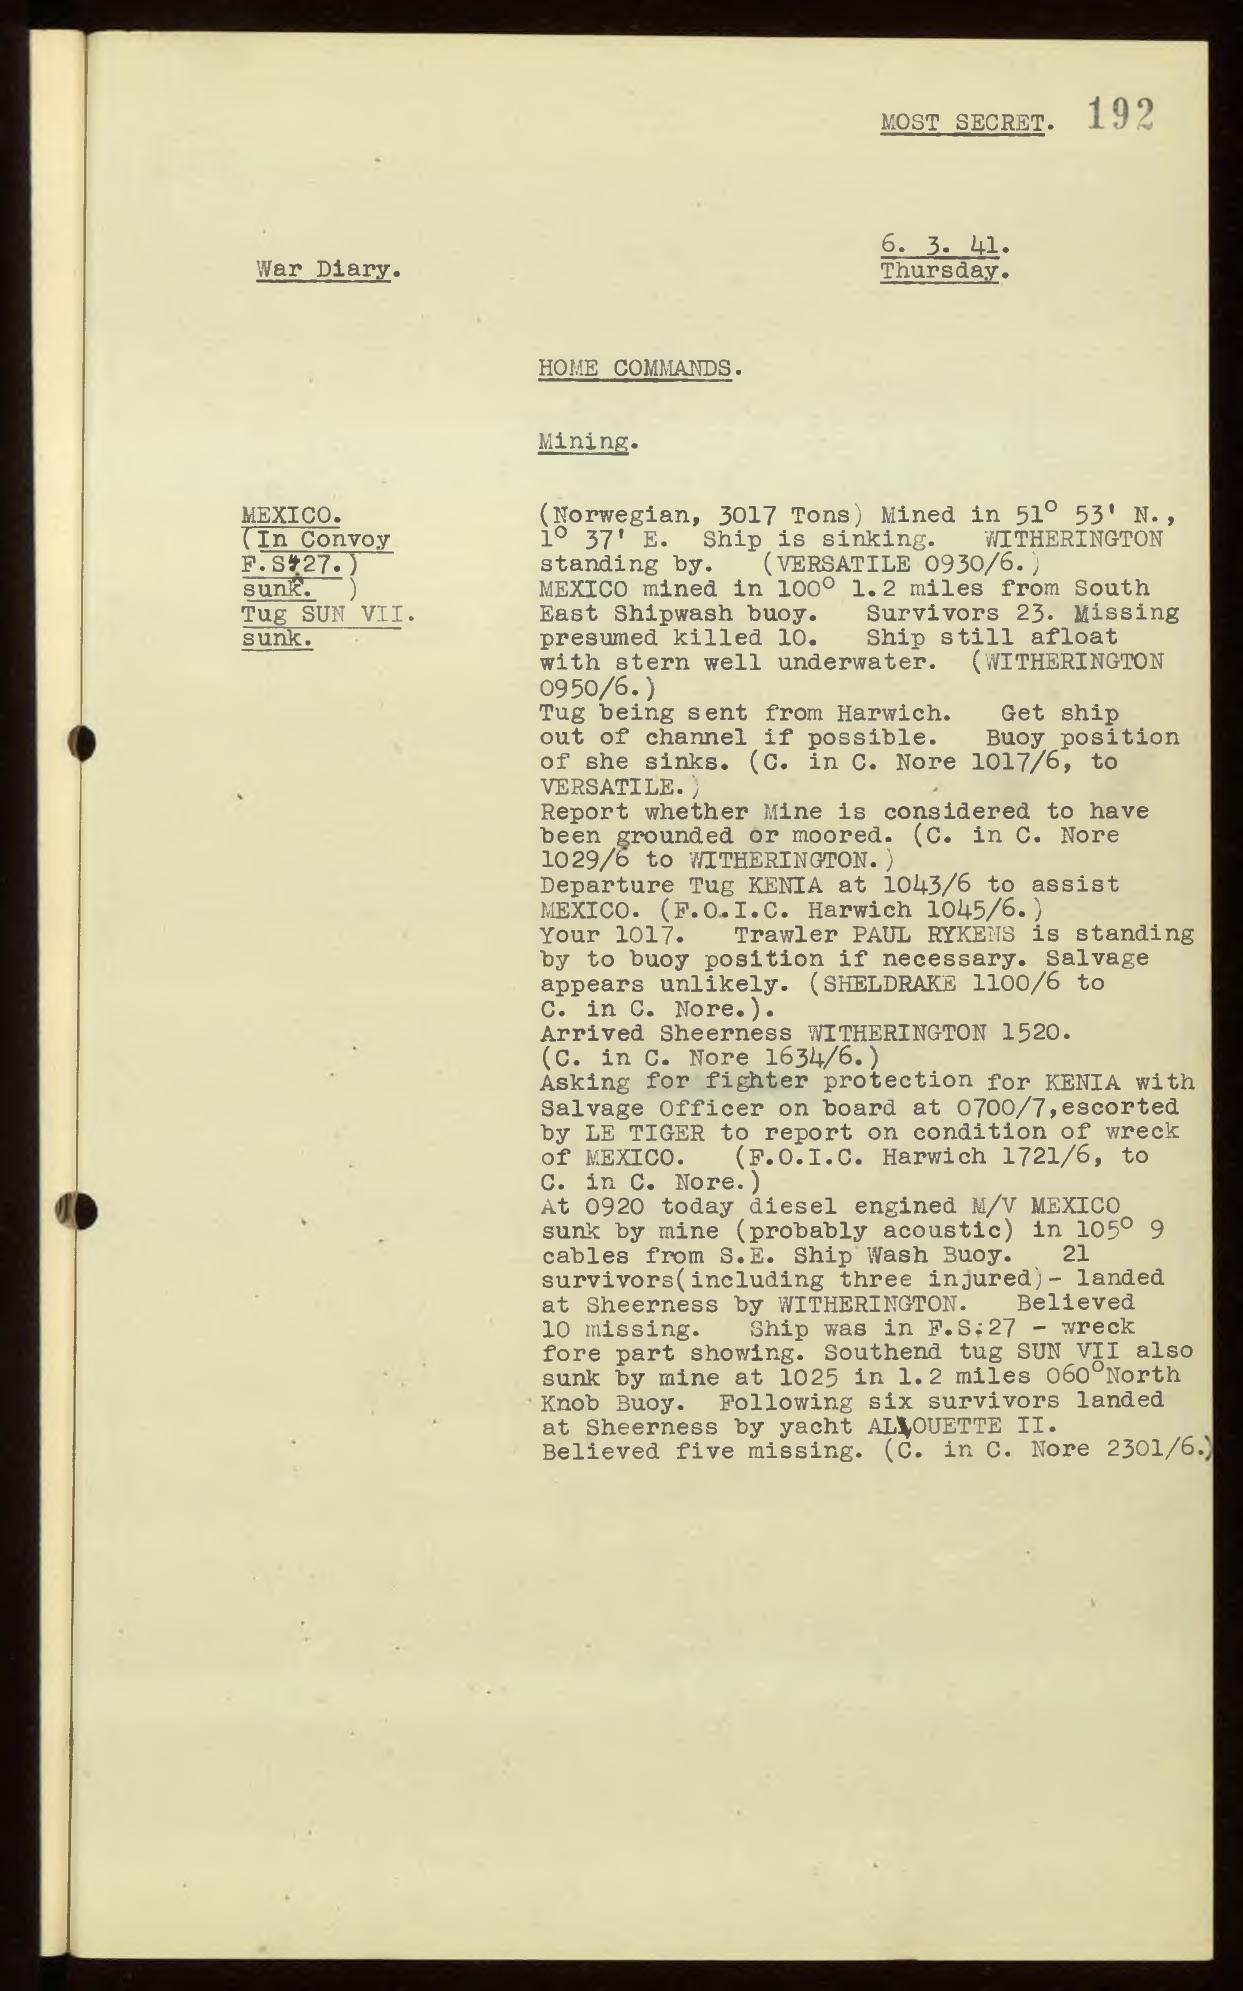 MOST SECRET. 192
6. 3. 41.
War Diary.
Thursday.
HOME COMMANDS.
Mining.
MEXICO.
(In Convoy
F.S.27.)
sunk. )
Tug SUN VII.
sunk.
(Norwegian, 3017 Tons) Mined in 51° 53' N.,
1° 37' E. Ship is sinking. WITHERINGTON
standing by. (VERSATILE 0930/6.)
MEXICO mined in 100° 1.2 miles from South
East Shipwash buoy. Survivors 23. Missing
presumed killed 10. Ship still afloat
with stern well underwater. (WITHERINGTON
0950/6.)
Tug being sent from Harwich. Get ship
out of channel if possible. Buoy position
of she sinks. (C. in C. Nore 1017/6, to
VERSATILE.)
Report whether Mine is considered to have
been grounded or moored. (C. in C. Nore
1029/6 to WITHERINGTON.)
Departure Tug KENIA at 1043/6 to assist
MEXICO. (F.O.I.C. Harwich 1045/6.)
Your 1017. Trawler PAUL RYKENS is standing
by to buoy position if necessary. Salvage
appears unlikely. (SHELDRAKE 1100/6 to
C. in C. Nore.).
Arrived Sheerness WITHERINGTON 1520.
(C. in C. Nore 1634/6.)
Asking for fighter protection for KENIA with
Salvage Officer on board at 0700/7,escorted
by LE TIGER to report on condition of wreck
of MEXICO. (F.O.I.C. Harwich 1721/6, to
C. in C. Nore.)
At 0920 today diesel engined M/V MEXICO
sunk by mine (probably acoustic) in 105° 9
cables from S.E. Ship Wash Buoy. 21
survivors(including three injured)- landed
at Sheerness by WITHERINGTON. Believed
10 missing. Ship was in F.S.27 - wreck
fore part showing. Southend tug SUN VII also
sunk by mine at 1025 in 1.2 miles 060°North
Knob Buoy. Following six survivors landed
at Sheerness by yacht ALLOUETTE II.
Believed five missing. (C. in C. Nore 2301/6.)